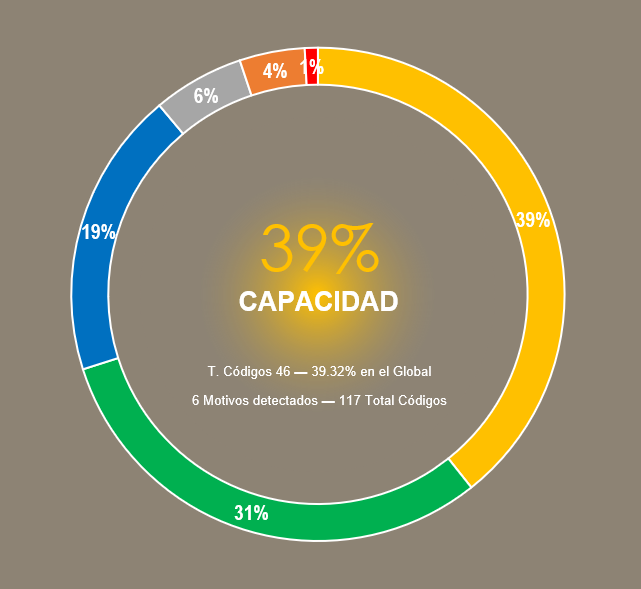 1%
4%
6%
39%
19%
39%
CAPACIDAD
T. Códigos 46 — 39.32% en el Global
6 Motivos detectados — 117 Total Códigos
31%